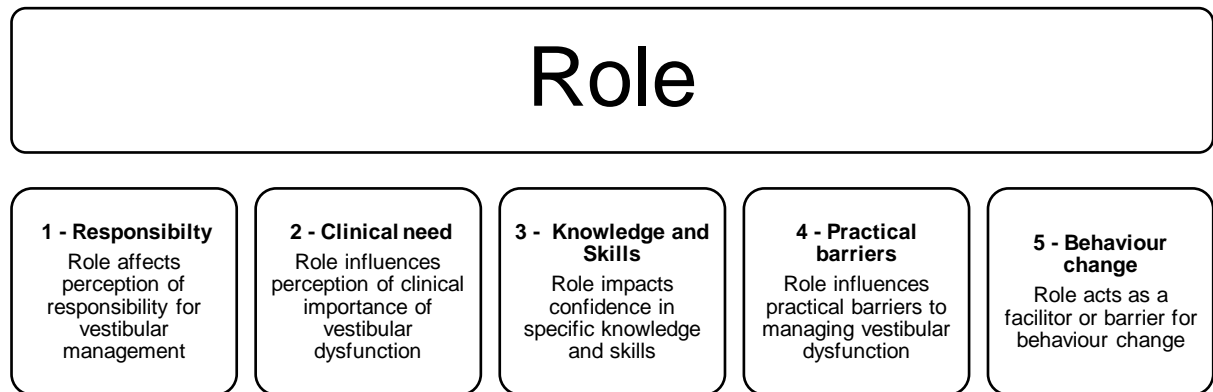 Role
1 - Responsibilty
Role affects
perception of
responsibility for
vestibular
management
2 - Clinical need
Role influences
perception of clinical
importance of
vestibular
dysfunction
3 - Knowledge and
Skills
Role impacts
confidence in
specific knowledge
and skills
4 - Practical
barriers
Role influences
practical barriers to
managing vestibular
dysfunction
5 - Behaviour
change
Role acts as a
facilitor or barrier for
behaviour change